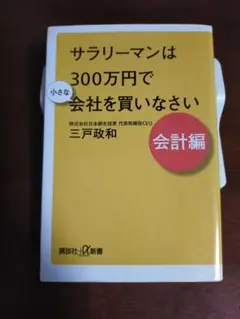 サラリーマンは
300万円で
小さな
会社を買いなさい
会計編
株式会社日本創生投資 代表取締役CEO
三戸政和
講談社+α新書